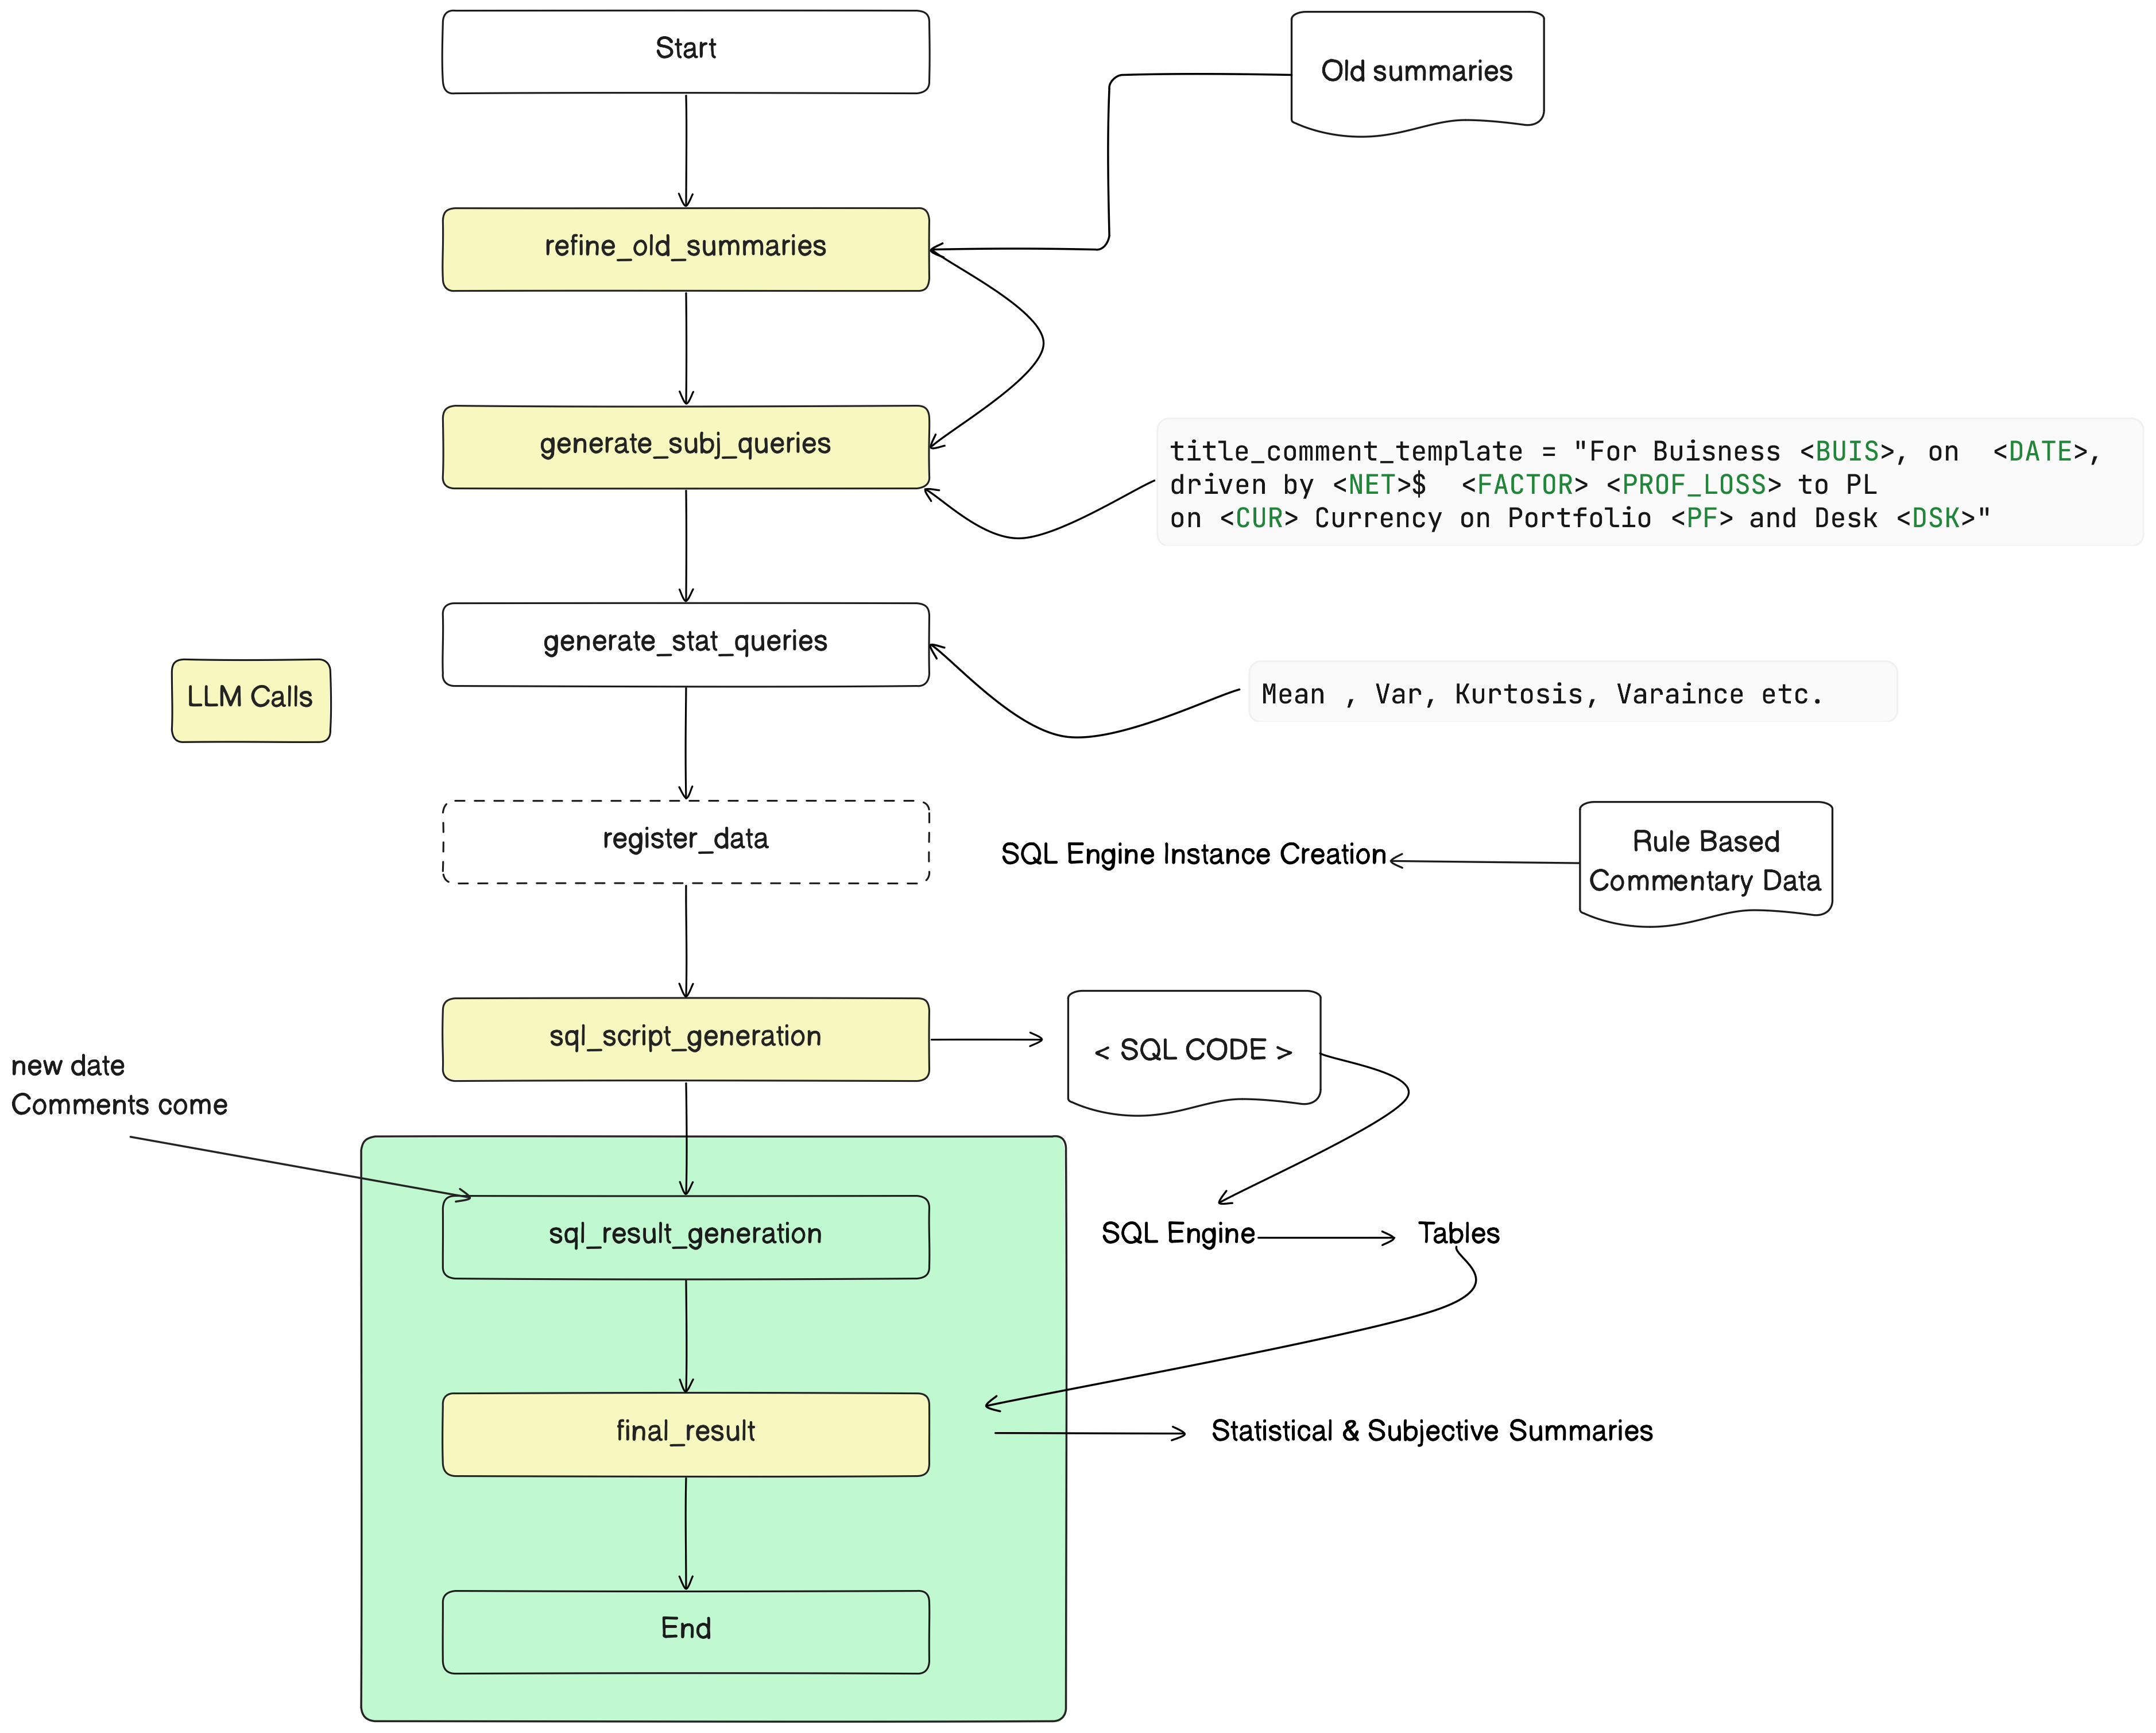 Start
Old summaries
refine_old_summaries
generate_subj_queries
title_comment_template = "For Buisness <BUIS>, on  <DATE>,
driven by <NET>$  <FACTOR> <PROF_LOSS> to PL
on <CUR> Currency on Portfolio <PF> and Desk <DSK>"
generate_stat_queries
LLM Calls
Mean , Var, Kurtosis, Varaince etc.
register_data
SQL Engine Instance Creation
Rule Based
Commentary Data
sql_script_generation
< SQL CODE >
new date
Comments come
sql_result_generation
SQL Engine
Tables
final_result
Statistical & Subjective Summaries
End